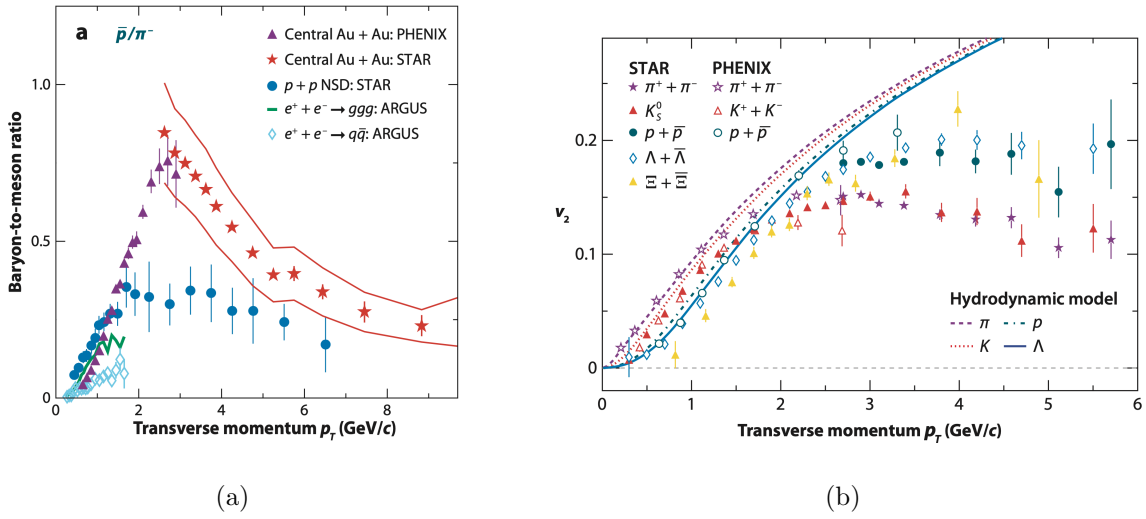 a
p̅/π⁻
Central Au + Au: PHENIX
Central Au + Au: STAR
p + p NSD: STAR
e⁺ + e⁻ → ggg: ARGUS
e⁺ + e⁻ → qq̅: ARGUS
Baryon-to-meson ratio
1.0
0.5
0
0 2 4 6 8
Transverse momentum p_T (GeV/c)
(a)
STAR PHENIX
π⁺ + π⁻ π⁺ + π⁻
K⁰_S K⁺ + K⁻
p + p̅ p + p̅
Λ + Λ̅
Ξ + Ξ̅
v₂
0.2
0.1
0
Hydrodynamic model
π p
K Λ
0 1 2 3 4 5 6
Transverse momentum p_T (GeV/c)
(b)